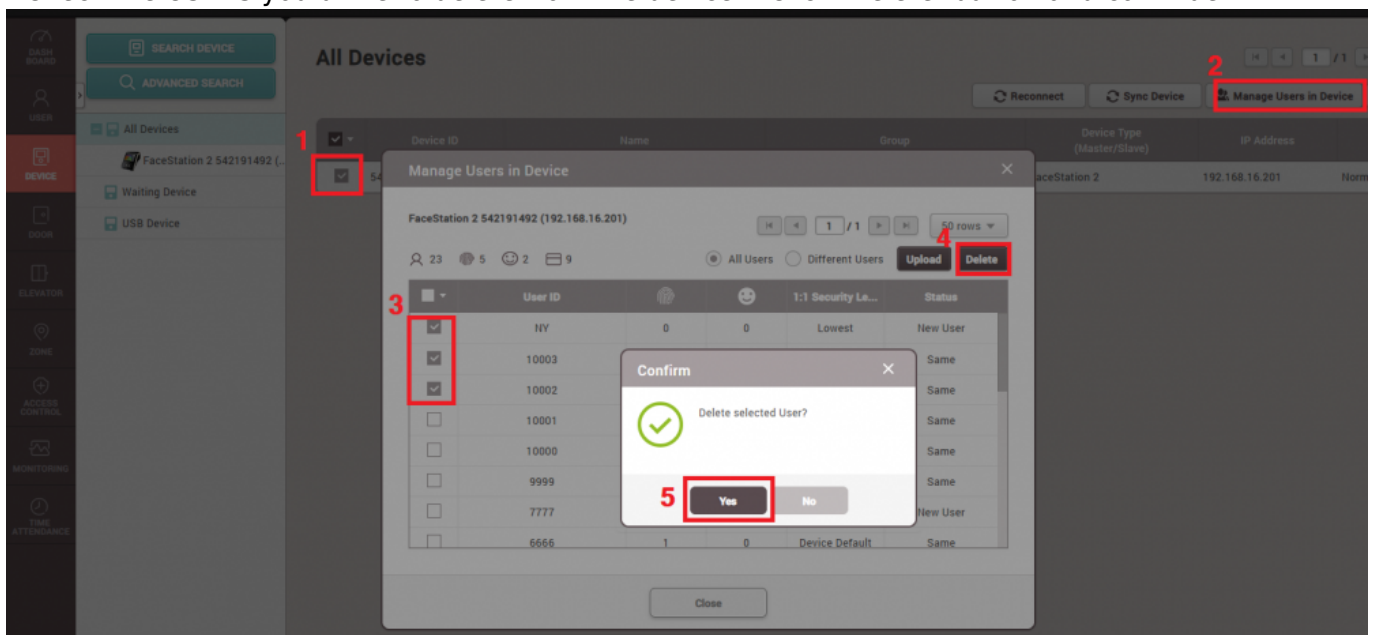 DASH
BOARD
USER
DEVICE
DOOR
ELEVATOR
ZONE
ACCESS
CONTROL
MONITORING
TIME
ATTENDANCE
SEARCH DEVICE
ADVANCED SEARCH
All Devices
FaceStation 2 542191492 (..
Waiting Device
USB Device
All Devices
1 / 1
2
Reconnect
Sync Device
Manage Users in Device
1
Device ID
Name
Group
Device Type
(Master/Slave)
IP Address
54
aceStation 2
192.168.16.201
Norm
Manage Users in Device
FaceStation 2 542191492 (192.168.16.201)
1 / 1
50 rows
4
23
5
2
9
All Users
Different Users
Upload
Delete
3
User ID
1:1 Security Le...
Status
NY 0 0 Lowest New User
10003 Same
10002 Same
10001 Same
10000 Same
9999 Same
7777 New User
6666 1 0 Device Default Same
Confirm
Delete selected User?
5
Yes
No
Close